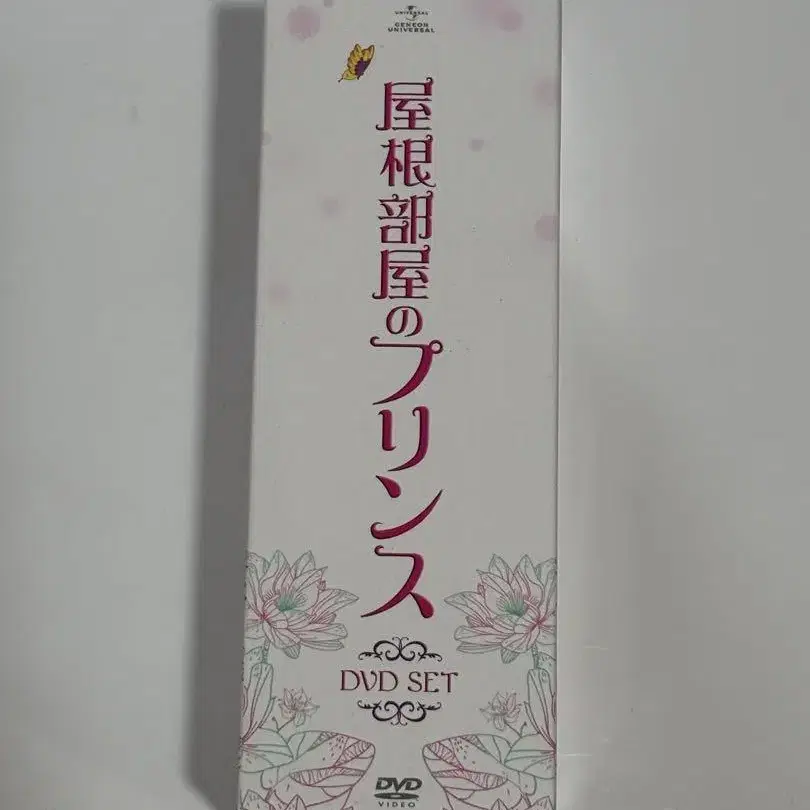 UNIVERSAL
GENEON
UNIVERSAL
屋根部屋のプリンス
DVD SET
DVD
VIDEO